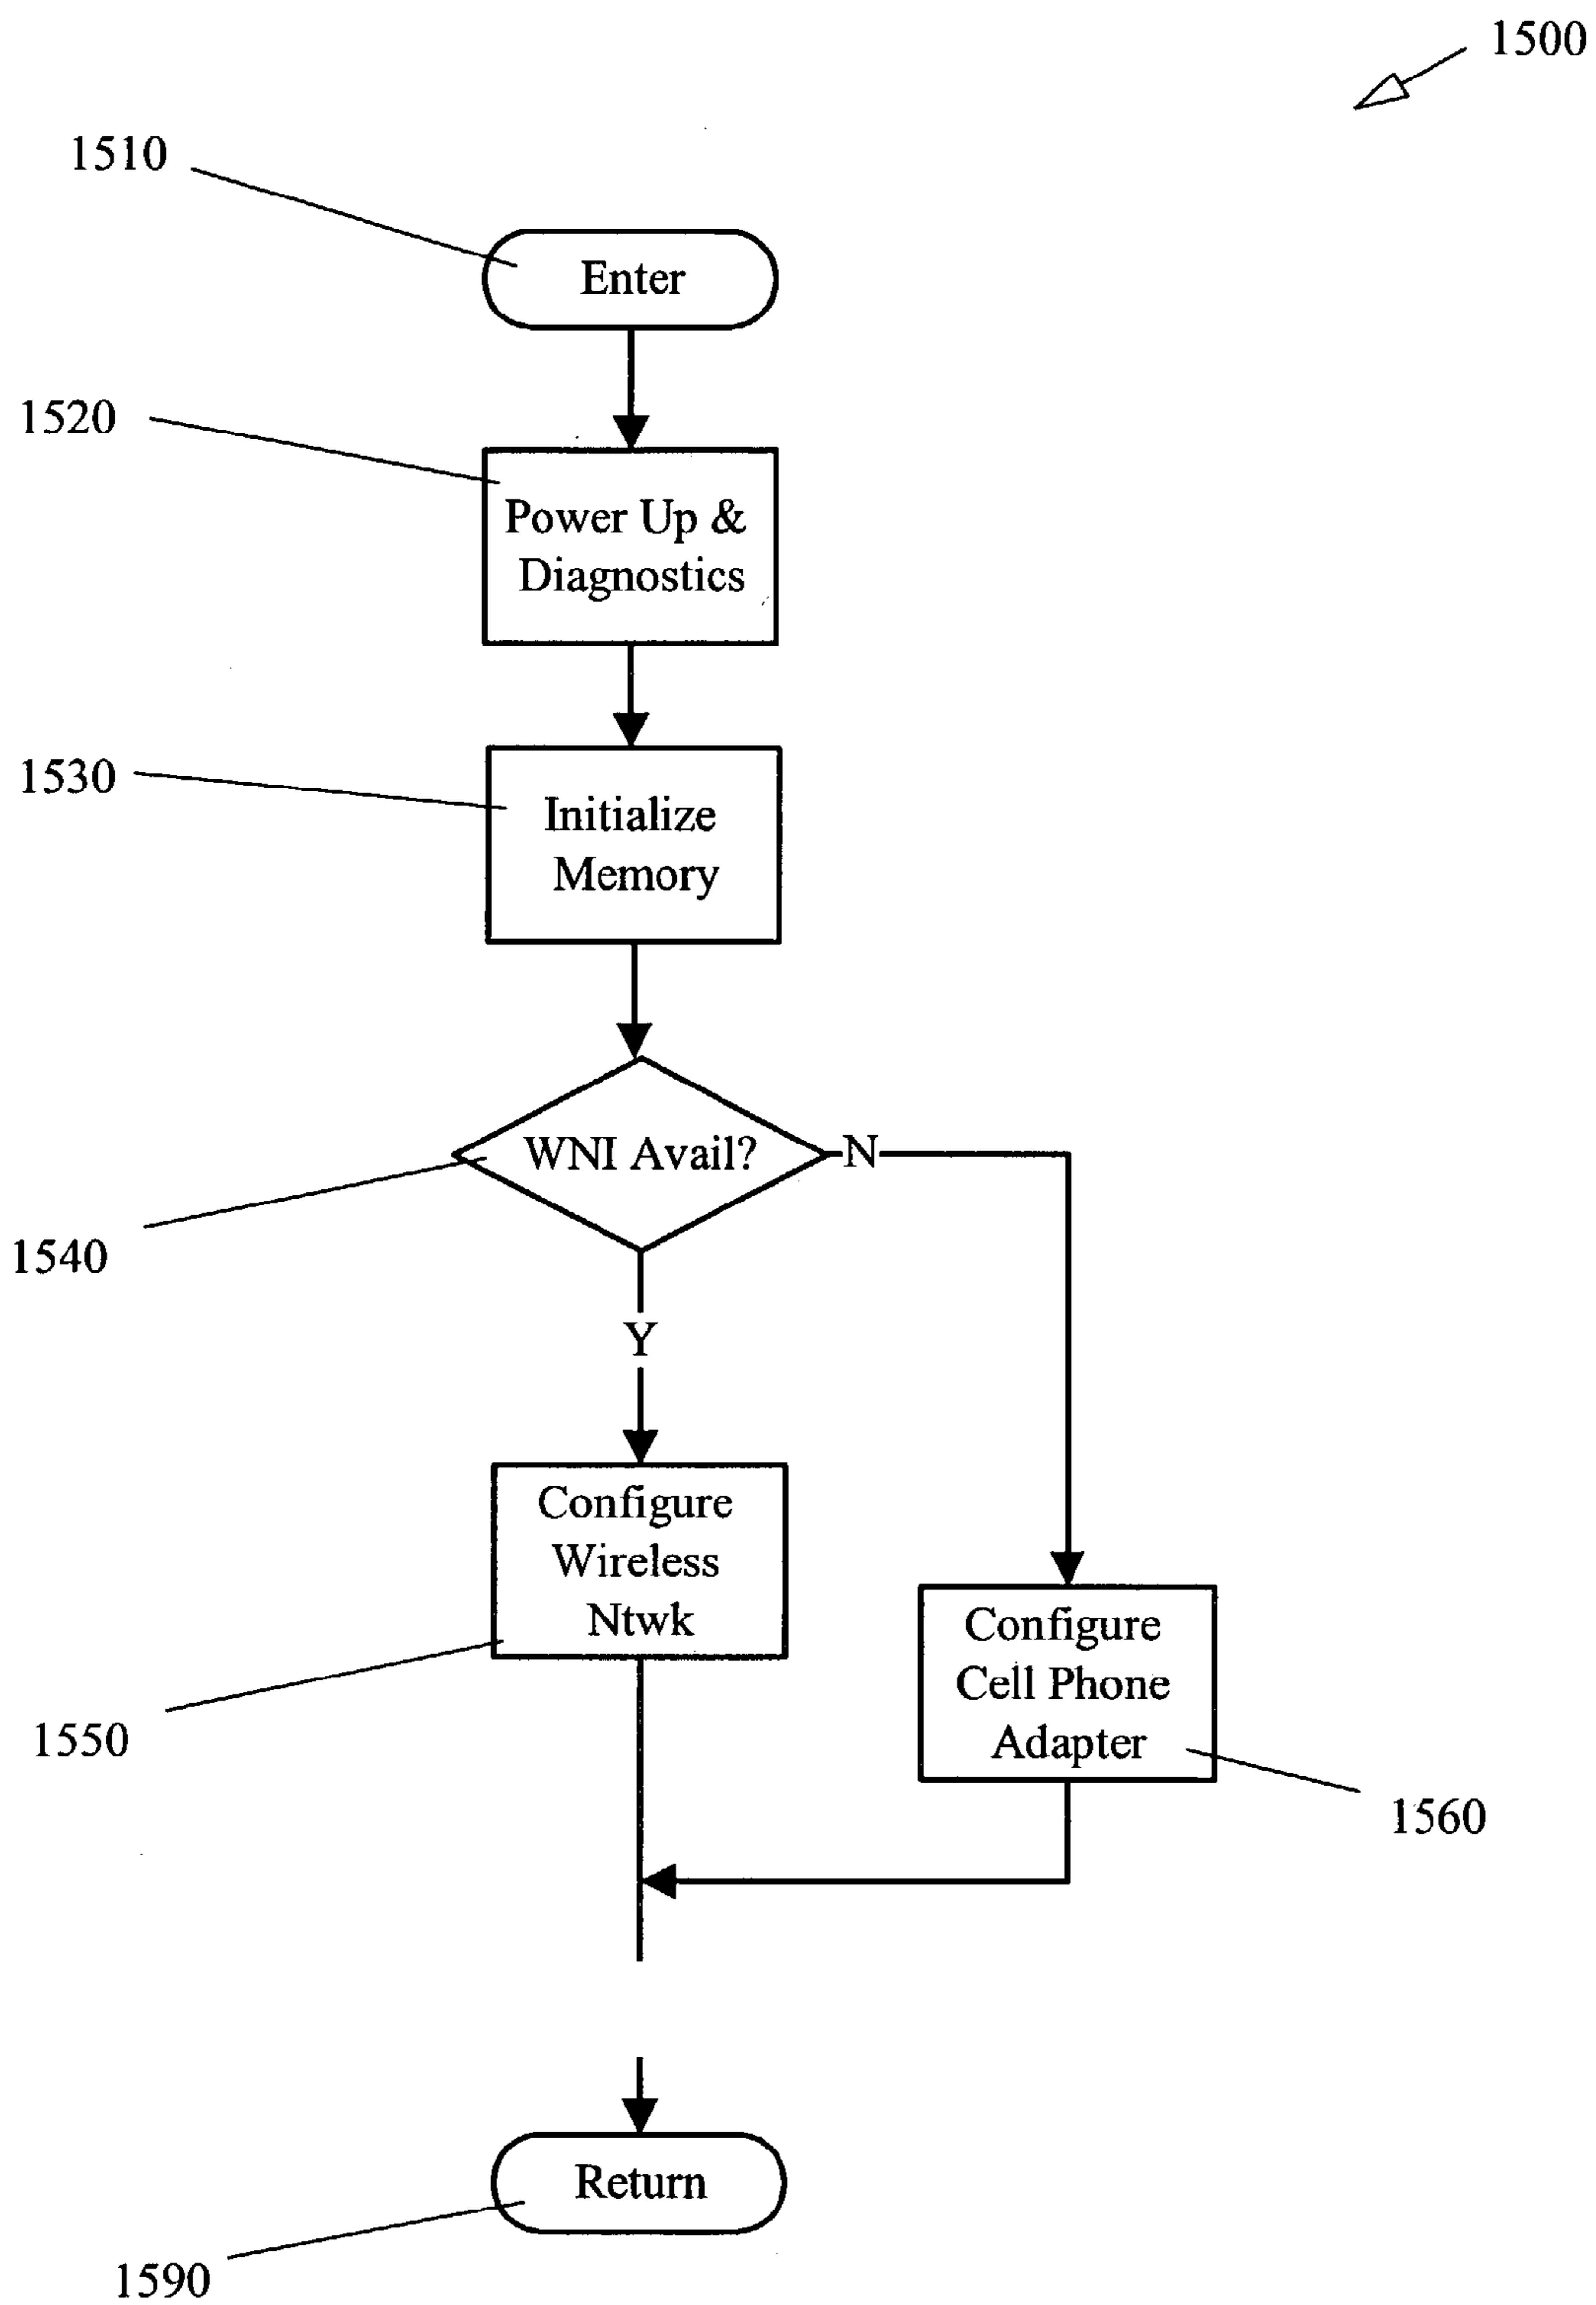 1500
1510
Enter
1520
Power Up &
Diagnostics
1530
Initialize
Memory
WNI Avail?
N
1540
Y
Configure
Wireless
Ntwk
1550
Configure
Cell Phone
Adapter
1560
Return
1590